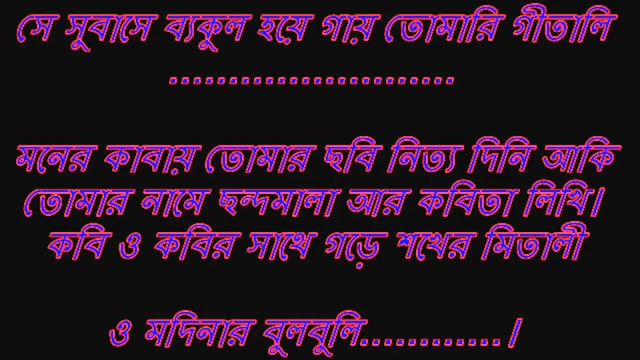 সে সুবাসে ব্যকুল হয়ে গায় তোমারি গীতালি
........................
মনের কাবায় তোমার ছবি নিত্য দিনি আকি
তোমার নামে ছন্দমালা আর কবিতা লিখি।
কবি ও কবির সাথে গড়ে শখের মিতালী
ও মদিনার বুলবুলি............।